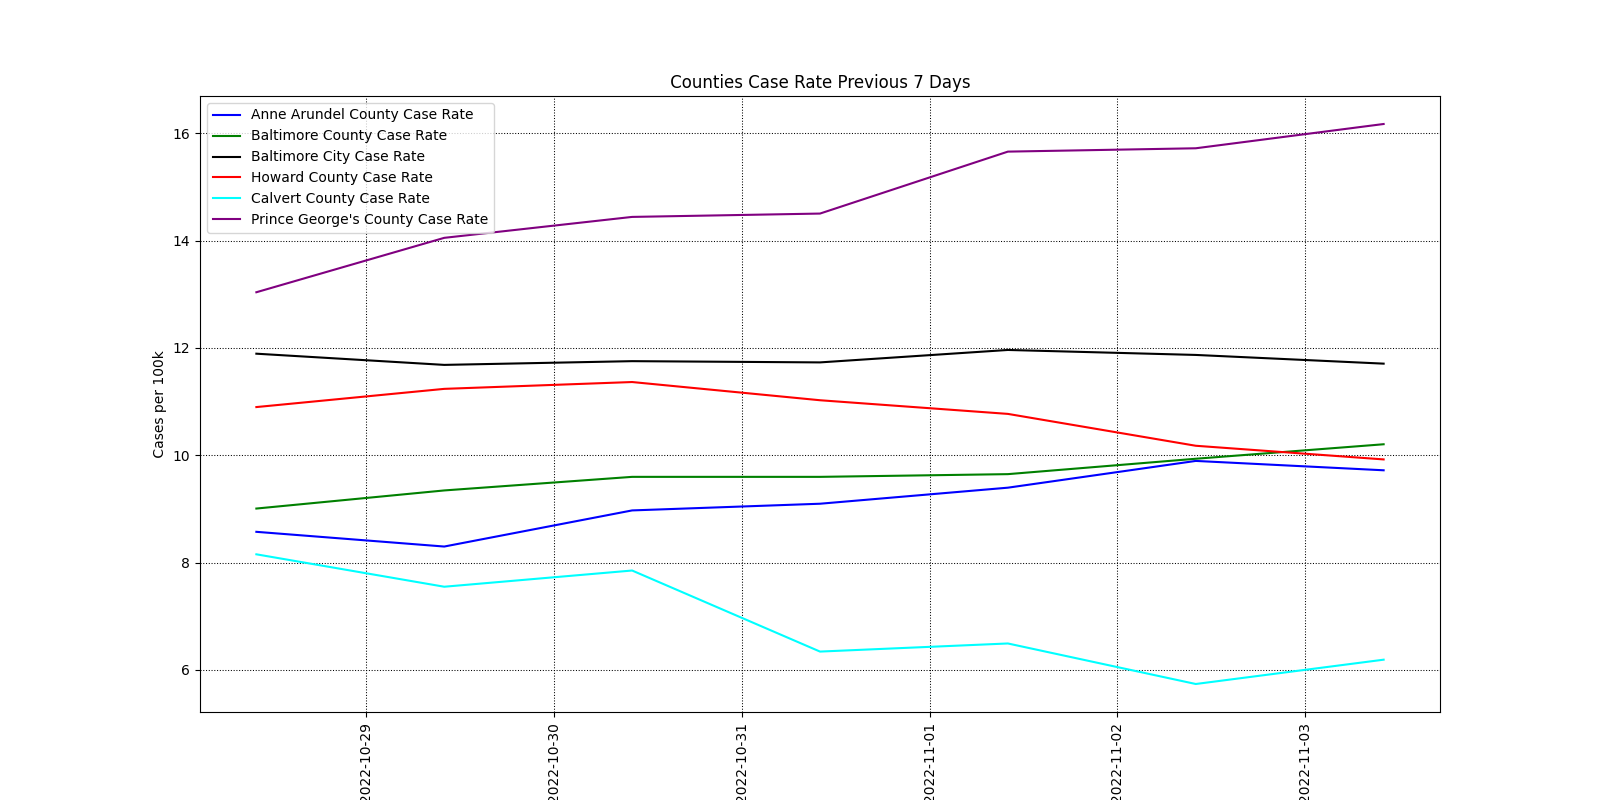 Counties Case Rate Previous 7 Days
Anne Arundel County Case Rate
Baltimore County Case Rate
Baltimore City Case Rate
Howard County Case Rate
Calvert County Case Rate
Prince George's County Case Rate
Cases per 100k
16
14
12
10
8
6
2022-10-29
2022-10-30
2022-10-31
2022-11-01
2022-11-02
2022-11-03